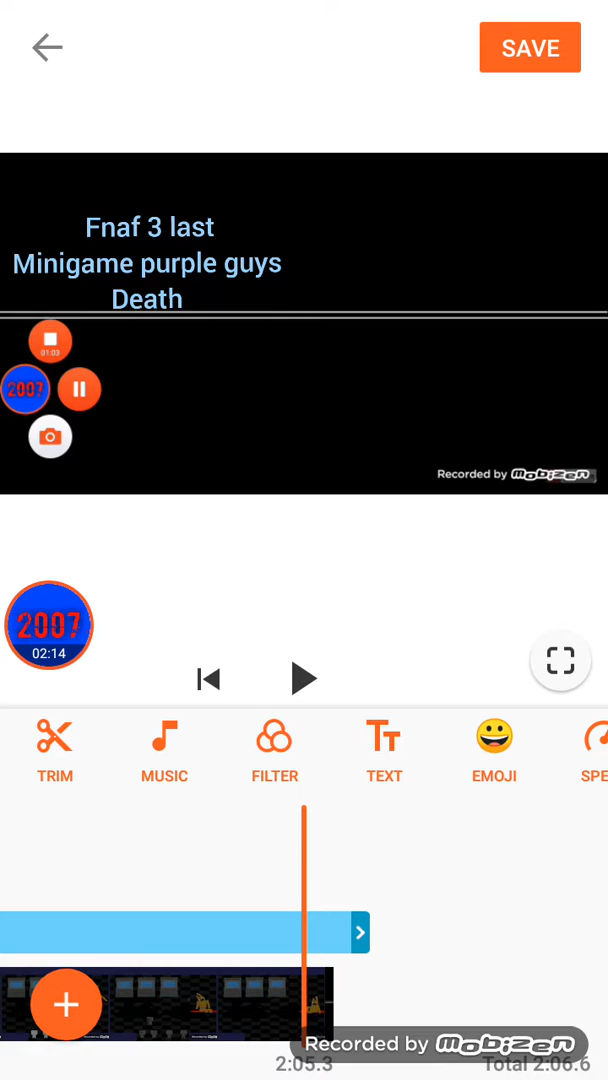 SAVE
Fnaf 3 last
Minigame purple guys
Death
01:03
2007
Recorded by mobizen
2007
02:14
TRIM
MUSIC
FILTER
TEXT
EMOJI
SPE
Recorded by mobizen
2:05.3
Total 2:06.6